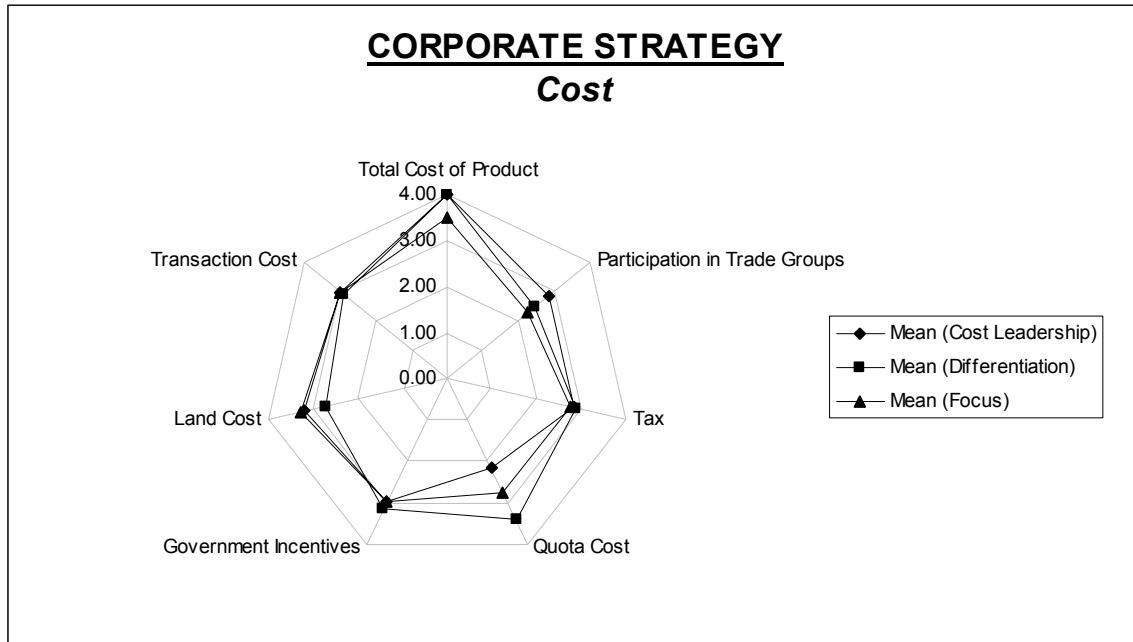 CORPORATE STRATEGY
Cost
Total Cost of Product
4.00
3.00
2.00
1.00
0.00
Transaction Cost
Participation in Trade Groups
Land Cost
Tax
Government Incentives
Quota Cost
Mean (Cost Leadership)
Mean (Differentiation)
Mean (Focus)